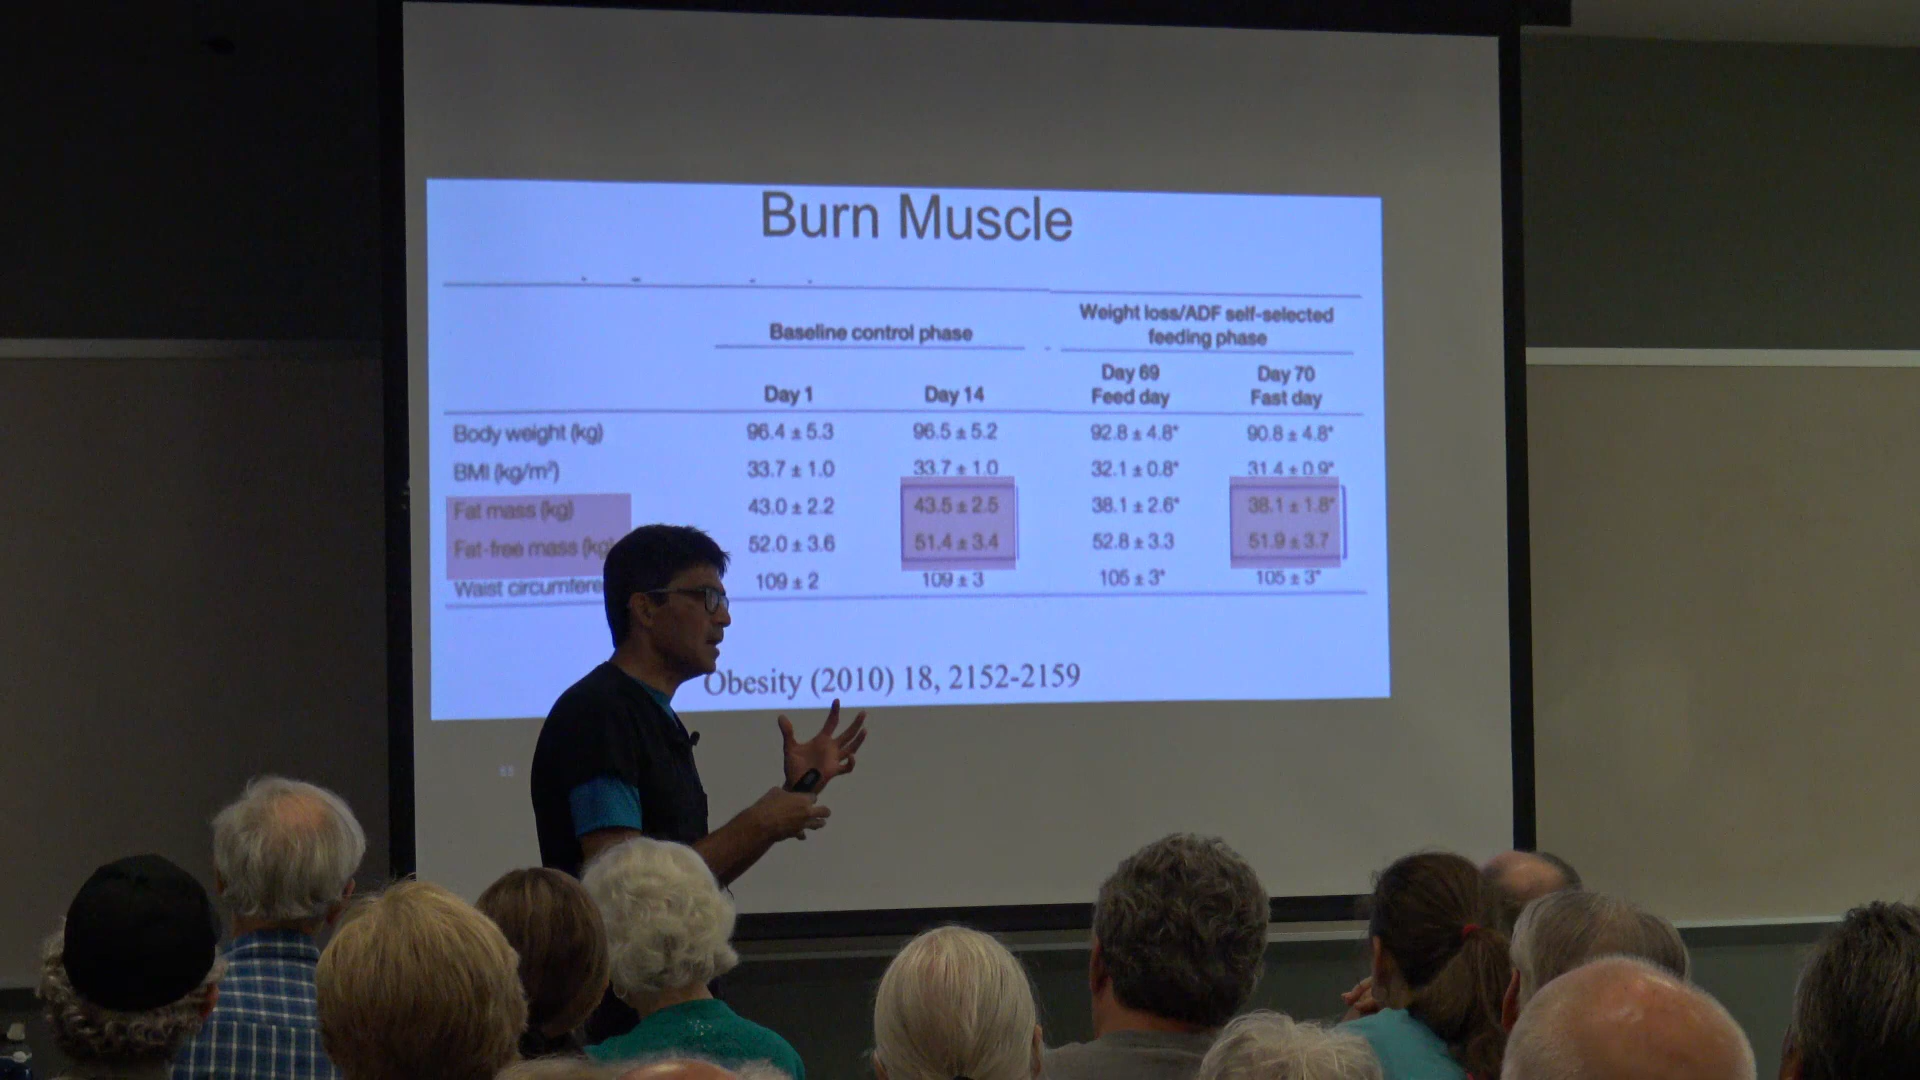 Burn Muscle
Baseline control phase
Weight loss/ADF self-selected
feeding phase
Day 1 Day 14 Day 69 Day 70
Feed day Fast day
Body weight (kg) 96.4 ± 5.3 96.5 ± 5.2 92.8 ± 4.8* 90.8 ± 4.8*
BMI (kg/m²) 33.7 ± 1.0 33.7 ± 1.0 32.1 ± 0.8* 31.4 ± 0.9*
Fat mass (kg) 43.0 ± 2.2 43.5 ± 2.5 38.1 ± 2.6* 38.1 ± 1.8*
Fat-free mass (kg 52.0 ± 3.6 51.4 ± 3.4 52.8 ± 3.3 51.9 ± 3.7
Waist circumfere 109 ± 2 109 ± 3 105 ± 3* 105 ± 3*
Obesity (2010) 18, 2152-2159